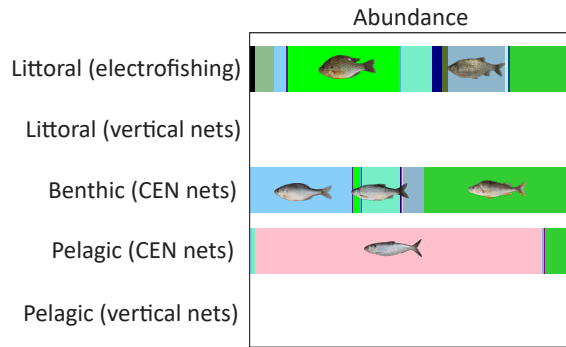 Abundance
Littoral (electrofishing)
Littoral (vertical nets)
Benthic (CEN nets)
Pelagic (CEN nets)
Pelagic (vertical nets)